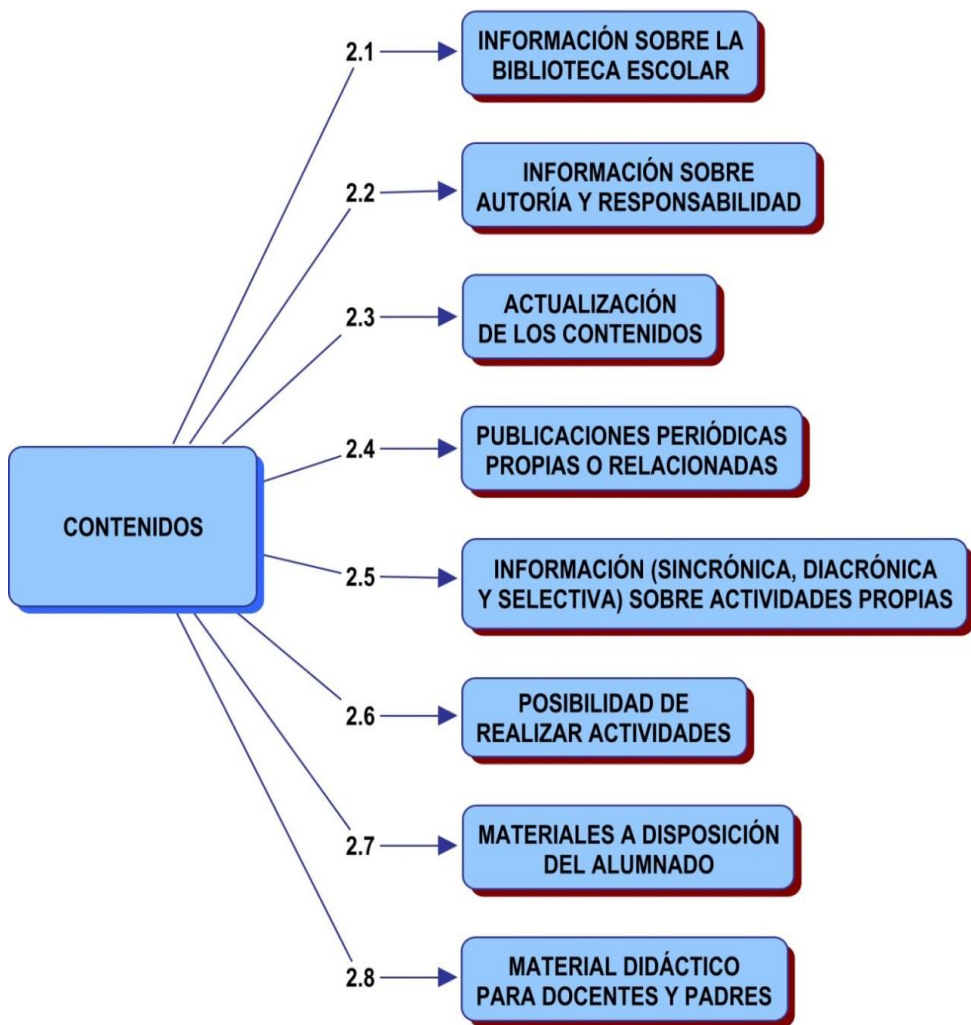 2.1
INFORMACIÓN SOBRE LA
BIBLIOTECA ESCOLAR
2.2
INFORMACIÓN SOBRE
AUTORÍA Y RESPONSABILIDAD
2.3
ACTUALIZACIÓN
DE LOS CONTENIDOS
2.4
PUBLICACIONES PERIÓDICAS
PROPIAS O RELACIONADAS
CONTENIDOS
2.5
INFORMACIÓN (SINCRÓNICA, DIACRÓNICA
Y SELECTIVA) SOBRE ACTIVIDADES PROPIAS
2.6
POSIBILIDAD DE
REALIZAR ACTIVIDADES
2.7
MATERIALES A DISPOSICIÓN
DEL ALUMNADO
2.8
MATERIAL DIDÁCTICO
PARA DOCENTES Y PADRES